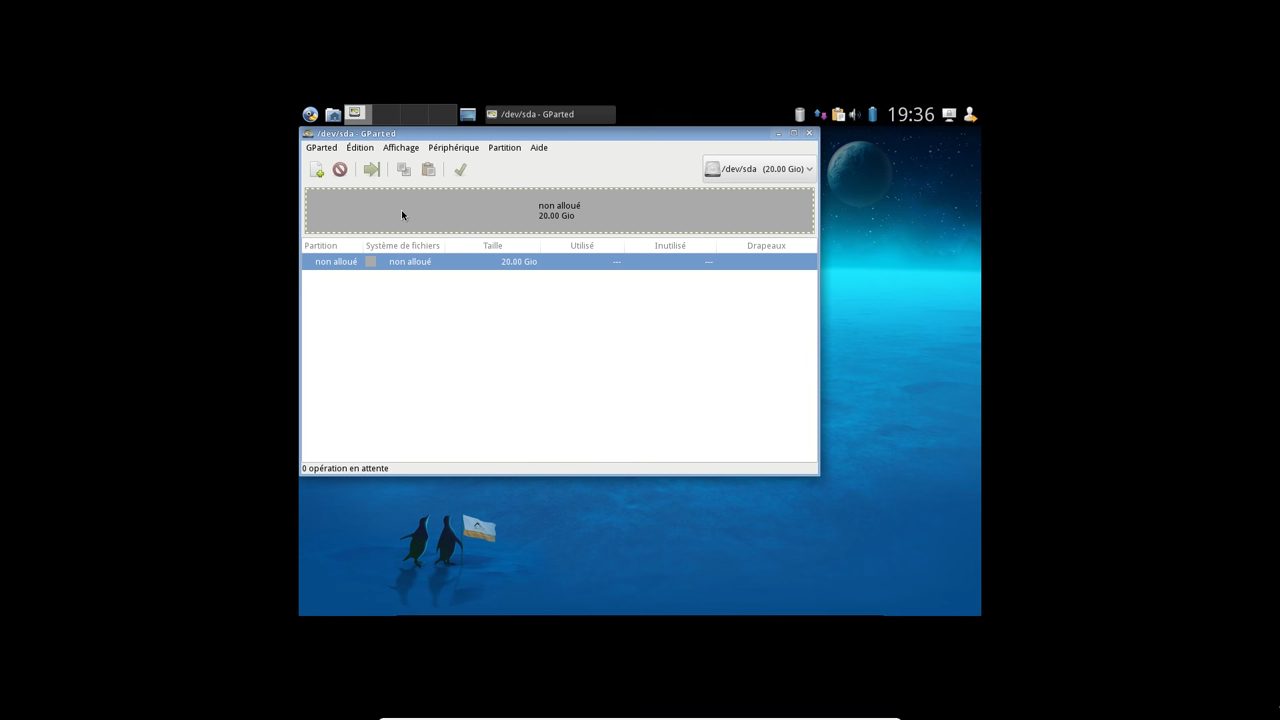 /dev/sda - GParted
19:36
/dev/sda - GParted
GParted Édition Affichage Périphérique Partition Aide
/dev/sda (20.00 Gio)
non alloué
20.00 Gio
Partition Système de fichiers Taille Utilisé Inutilisé Drapeaux
non alloué non alloué 20.00 Gio --- ---
0 opération en attente